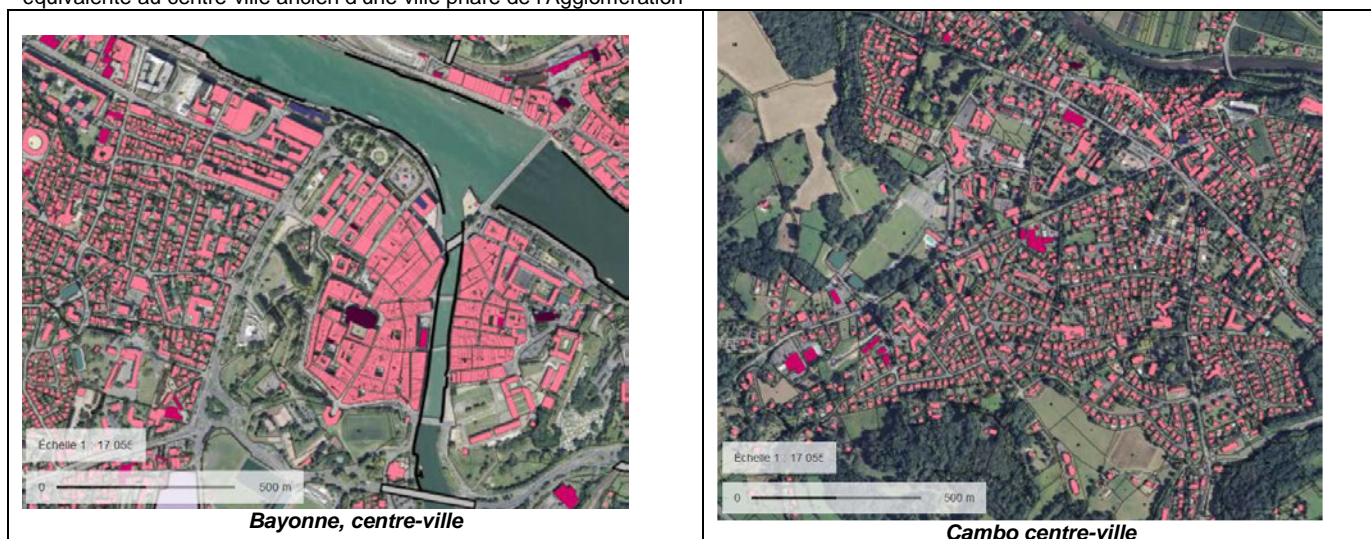 équivalente au centre-ville ancien d'une ville phare de l'Agglomération
Échelle 1 : 17 055
0 500 m
Bayonne, centre-ville
Échelle 1 : 17 055
0 500 m
Cambo centre-ville